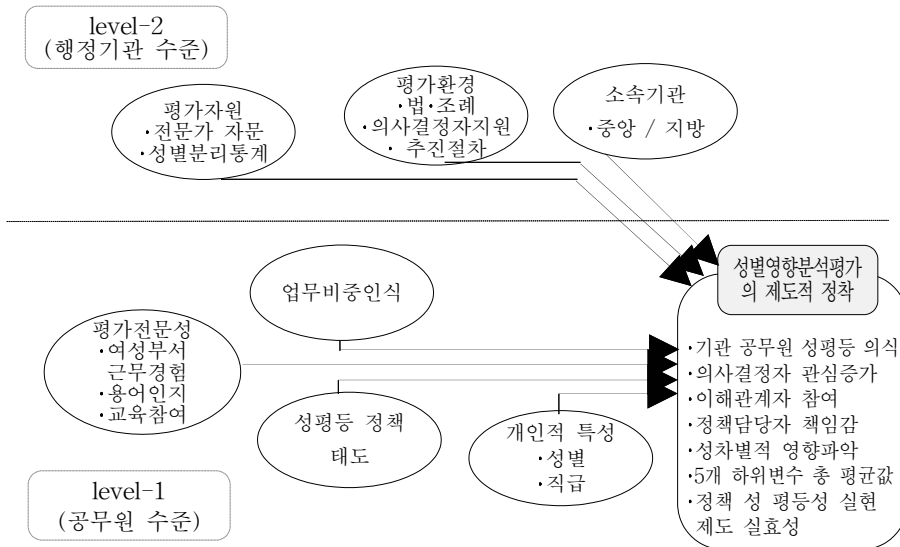 level-2
(행정기관 수준)
평가자원
·전문가 자문
·성별분리통계
평가환경
·법·조례
·의사결정자지원
· 추진절차
소속기관
·중앙 / 지방
성별영향분석평가
의 제도적 정착
·기관 공무원 성평등 의식
·의사결정자 관심증가
·이해관계자 참여
·정책담당자 책임감
·성차별적 영향파악
·5개 하위변수 총 평균값
·정책 성 평등성 실현
제도 실효성
업무비중인식
평가전문성
·여성부서
근무경험
·용어인지
·교육참여
성평등 정책
태도
개인적 특성
·성별
·직급
level-1
(공무원 수준)